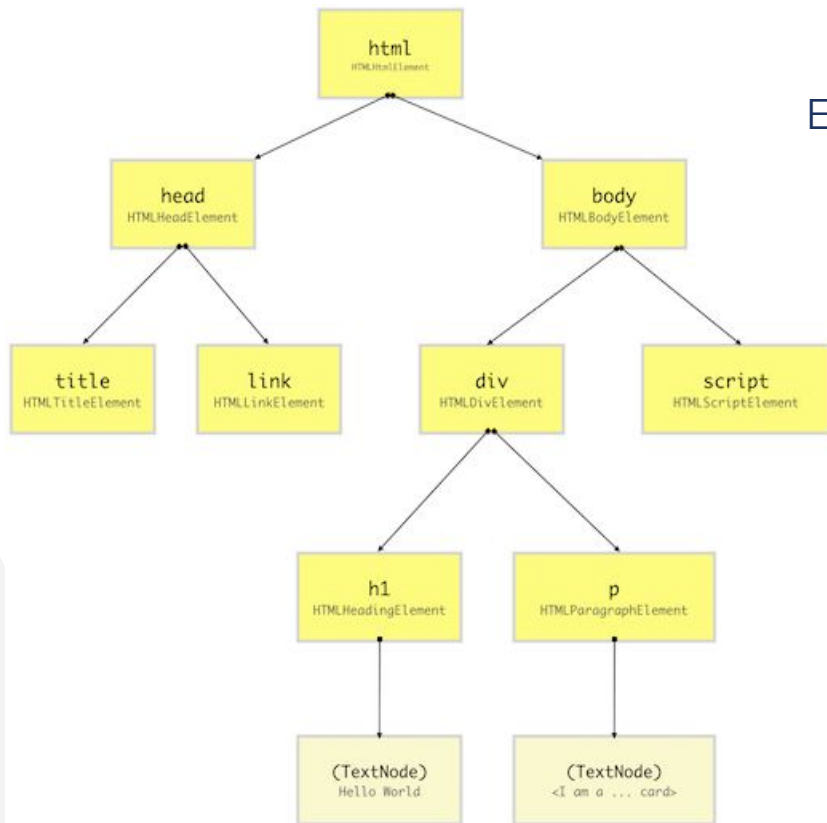 html
HTMLHtmlElement
E
head
HTMLHeadElement
body
HTMLBodyElement
title
HTMLTitleElement
link
HTMLLinkElement
div
HTMLDivElement
script
HTMLScriptElement
h1
HTMLHeadingElement
p
HTMLParagraphElement
(TextNode)
Hello World
(TextNode)
<I am a ... card>